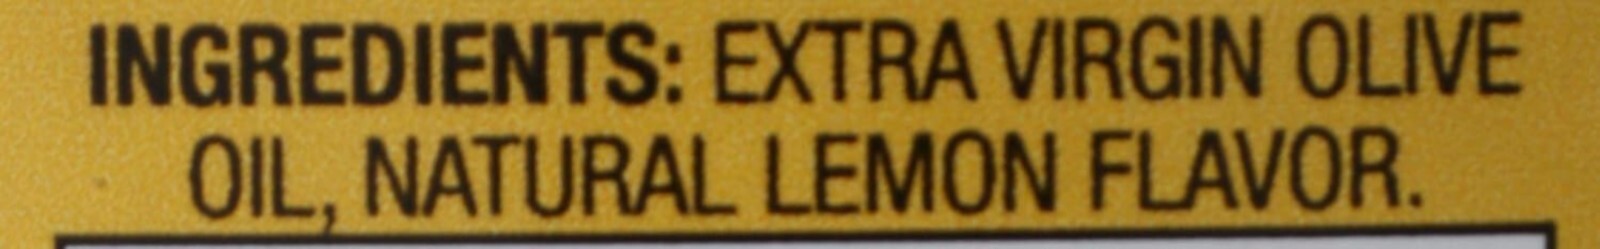 INGREDIENTS: EXTRA VIRGIN OLIVE
OIL, NATURAL LEMON FLAVOR.